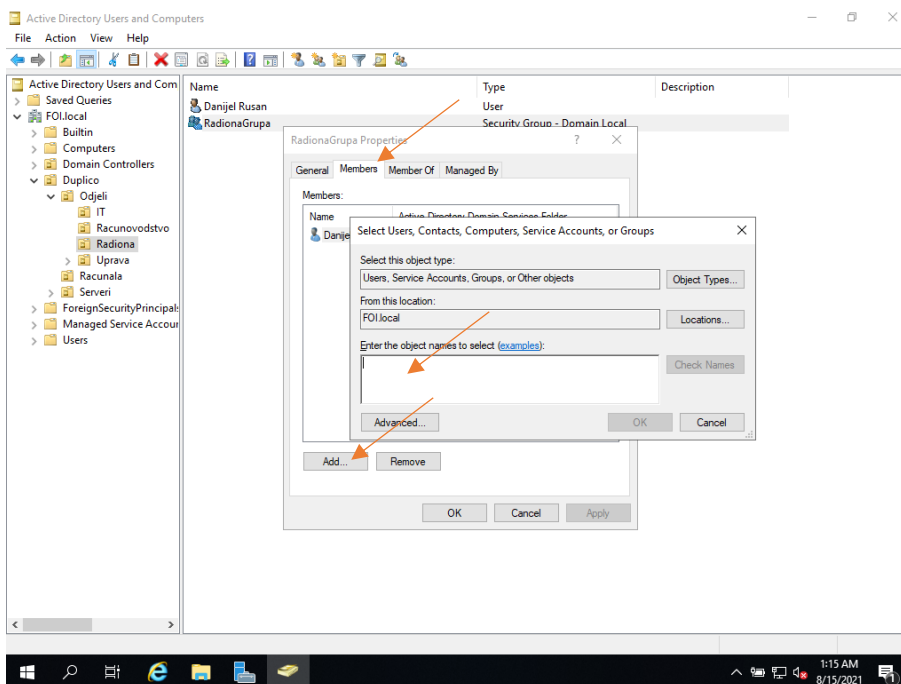 Active Directory Users and Computers
File Action View Help
Active Directory Users and Com
Saved Queries
FOI.local
Builtin
Computers
Domain Controllers
Duplico
Odjeli
IT
Racunovodstvo
Radiona
Uprava
Racunala
Serveri
ForeignSecurityPrincipals
Managed Service Accour
Users
Name Type Description
Danijel Rusan User
RadionaGrupa Security Group - Domain Local
RadionaGrupa Properties ?
General Members Member Of Managed By
Members:
Name Active Directory Domain Services Folder
Danije
Select Users, Contacts, Computers, Service Accounts, or Groups
Select this object type:
Users, Service Accounts, Groups, or Other objects Object Types...
From this location:
FOI.local Locations...
Enter the object names to select (examples):
Check Names
Advanced... OK Cancel
Add... Remove
OK Cancel Apply
1:15 AM
8/15/2021
1